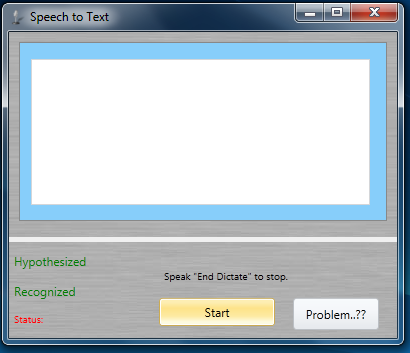 Speech to Text
Hypothesized
Speak "End Dictate" to stop.
Recognized
Start
Problem..??
Status: